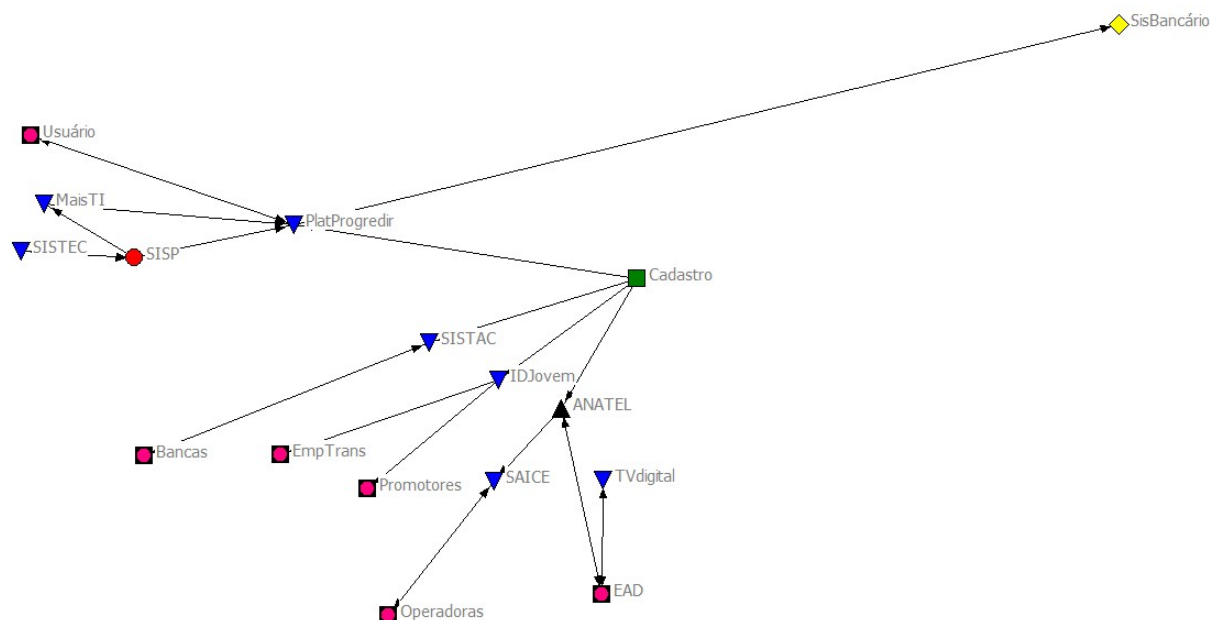 SisBancário
Usuário
MaisTI
PlatProgredir
SISTEC
SISP
Cadastro
SISTAC
IDJovem
ANATEL
Bancas
EmpTrans
Promotores
SAICE
TVdigital
EAD
Operadoras